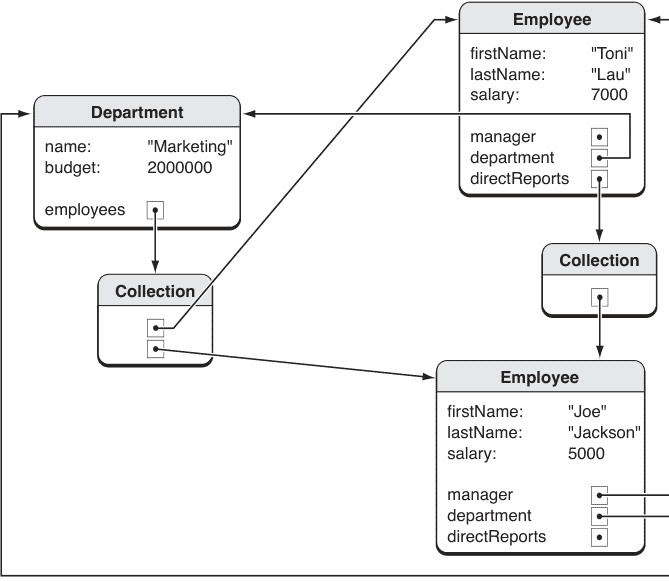 Employee
firstName: "Toni"
lastName: "Lau"
salary: 7000
manager
department
directReports
Department
name: "Marketing"
budget: 2000000
employees
Collection
Collection
Employee
firstName: "Joe"
lastName: "Jackson"
salary: 5000
manager
department
directReports